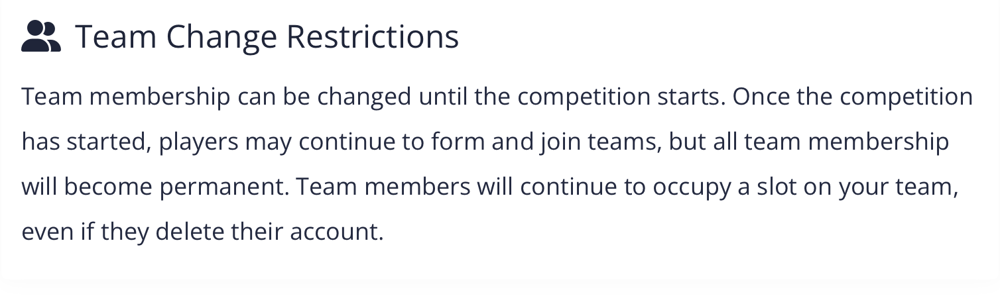 Team Change Restrictions
Team membership can be changed until the competition starts. Once the competition
has started, players may continue to form and join teams, but all team membership
will become permanent. Team members will continue to occupy a slot on your team,
even if they delete their account.